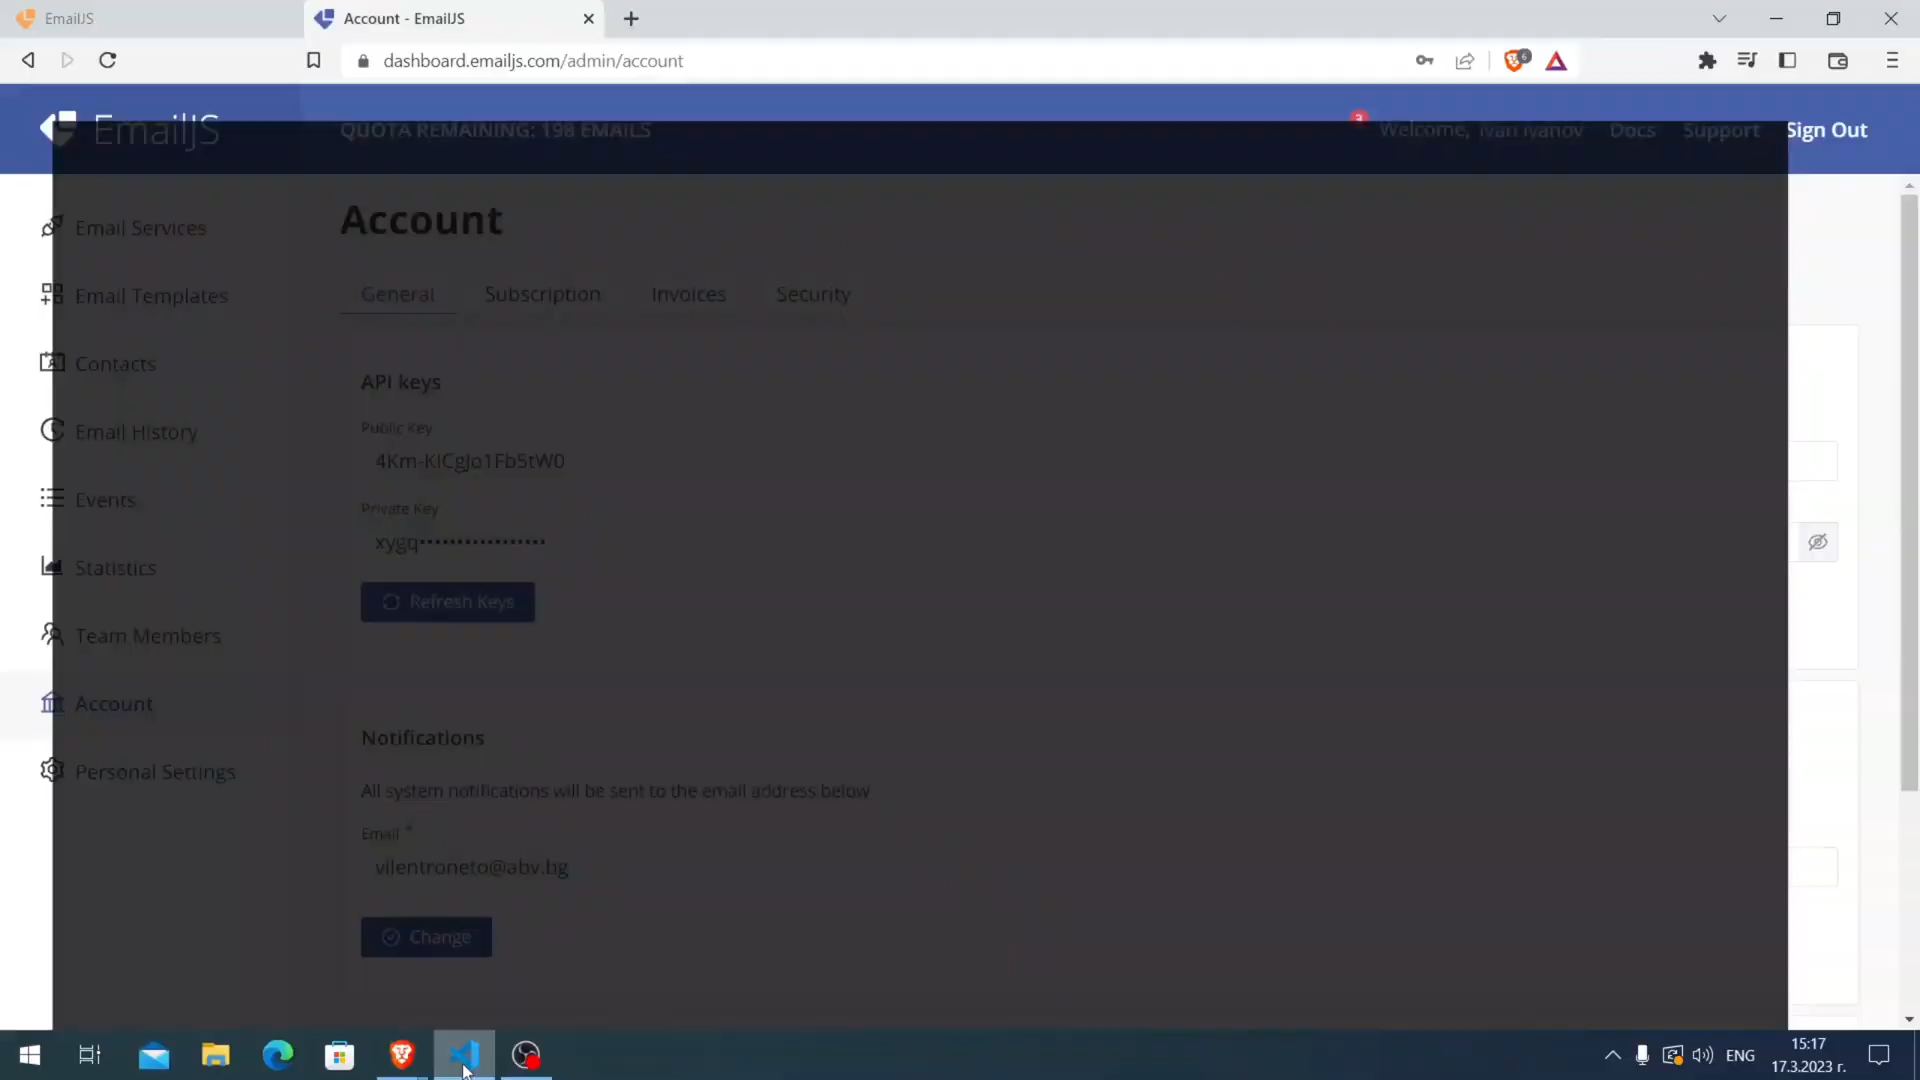 EmailJS
Account - EmailJS
dashboard.emailjs.com/admin/account
6
EmailJS
QUOTA REMAINING: 198 EMAILS
3
Welcome, Ivan Ivanov
Docs
Support
Sign Out
Email Services
Email Templates
Contacts
Email History
Events
Statistics
Team Members
Account
Personal Settings
Account
General
Subscription
Invoices
Security
API keys
Public Key
4Km-KICgJo1Fb5tW0
Private Key
xygq•••••••••••••••••
Refresh Keys
Notifications
All system notifications will be sent to the email address below
Email *
vilentroneto@abv.bg
Change
ENG
15:17
17.3.2023 г.